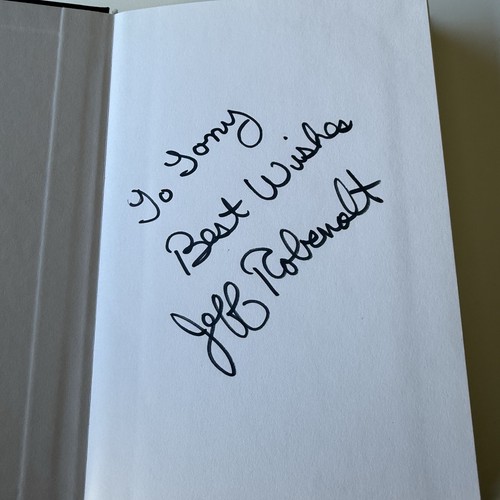 To Tony
Best Wishes
Jeff Robenalt